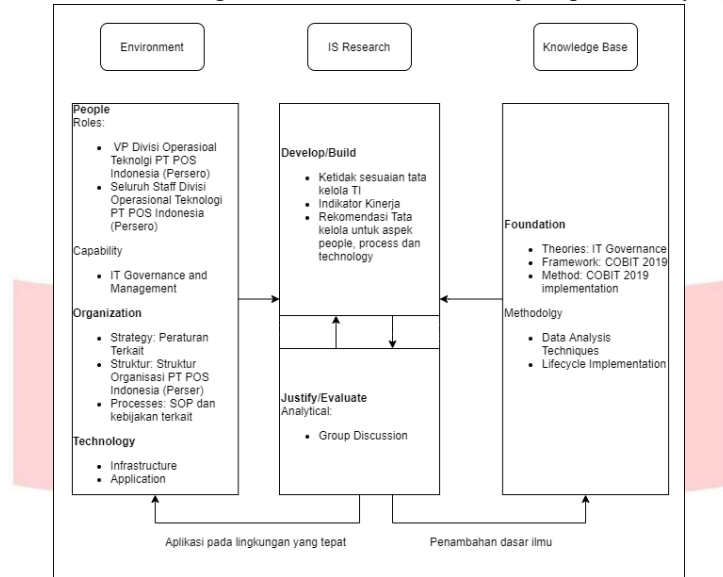 Environment
IS Research
Knowledge Base
People
Roles:
• VP Divisi Operasioal
Teknolgi PT POS
Indonesia (Persero)
• Seluruh Staff Divisi
Operasional Teknologi
PT POS Indonesia
(Persero)
Capability
• IT Governance and
Management
Organization
• Strategy: Peraturan
Terkait
• Struktur: Struktur
Organisasi PT POS
Indonesia (Perser)
• Processes: SOP dan
kebijakan terkait
Technology
• Infrastructure
• Application
Develop/Build
• Ketidak sesuaian tata
kelola TI
• Indikator Kinerja
• Rekomendasi Tata
kelola untuk aspek
people, process dan
technology
Justify/Evaluate
Analytical:
• Group Discussion
Foundation
• Theories: IT Governance
• Framework: COBIT 2019
• Method: COBIT 2019
implementation
Methodolgy
• Data Analysis
Techniques
• Lifecycle Implementation
Aplikasi pada lingkungan yang tepat
Penambahan dasar ilmu